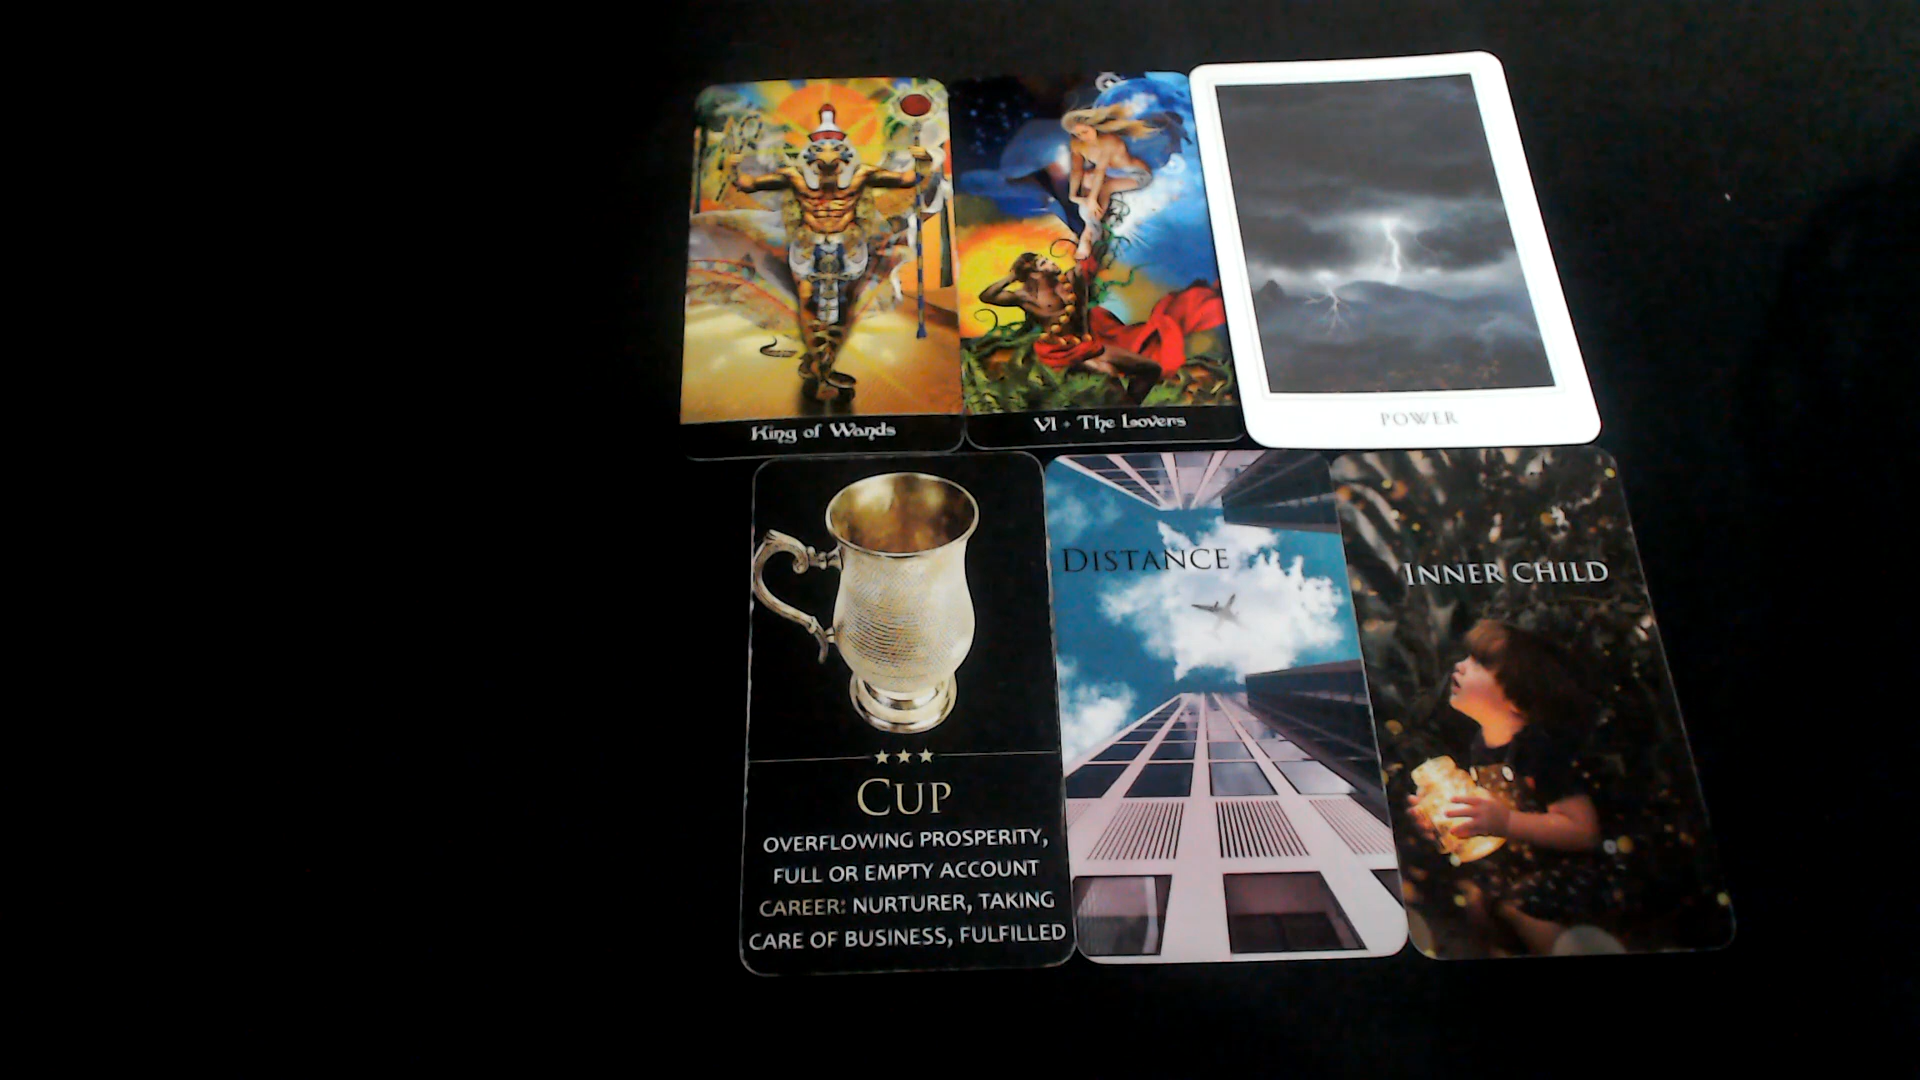 King of Wands
VI • The Lovers
POWER
CUP
OVERFLOWING PROSPERITY,
FULL OR EMPTY ACCOUNT
CAREER: NURTURER, TAKING
CARE OF BUSINESS, FULFILLED
DISTANCE
INNER CHILD